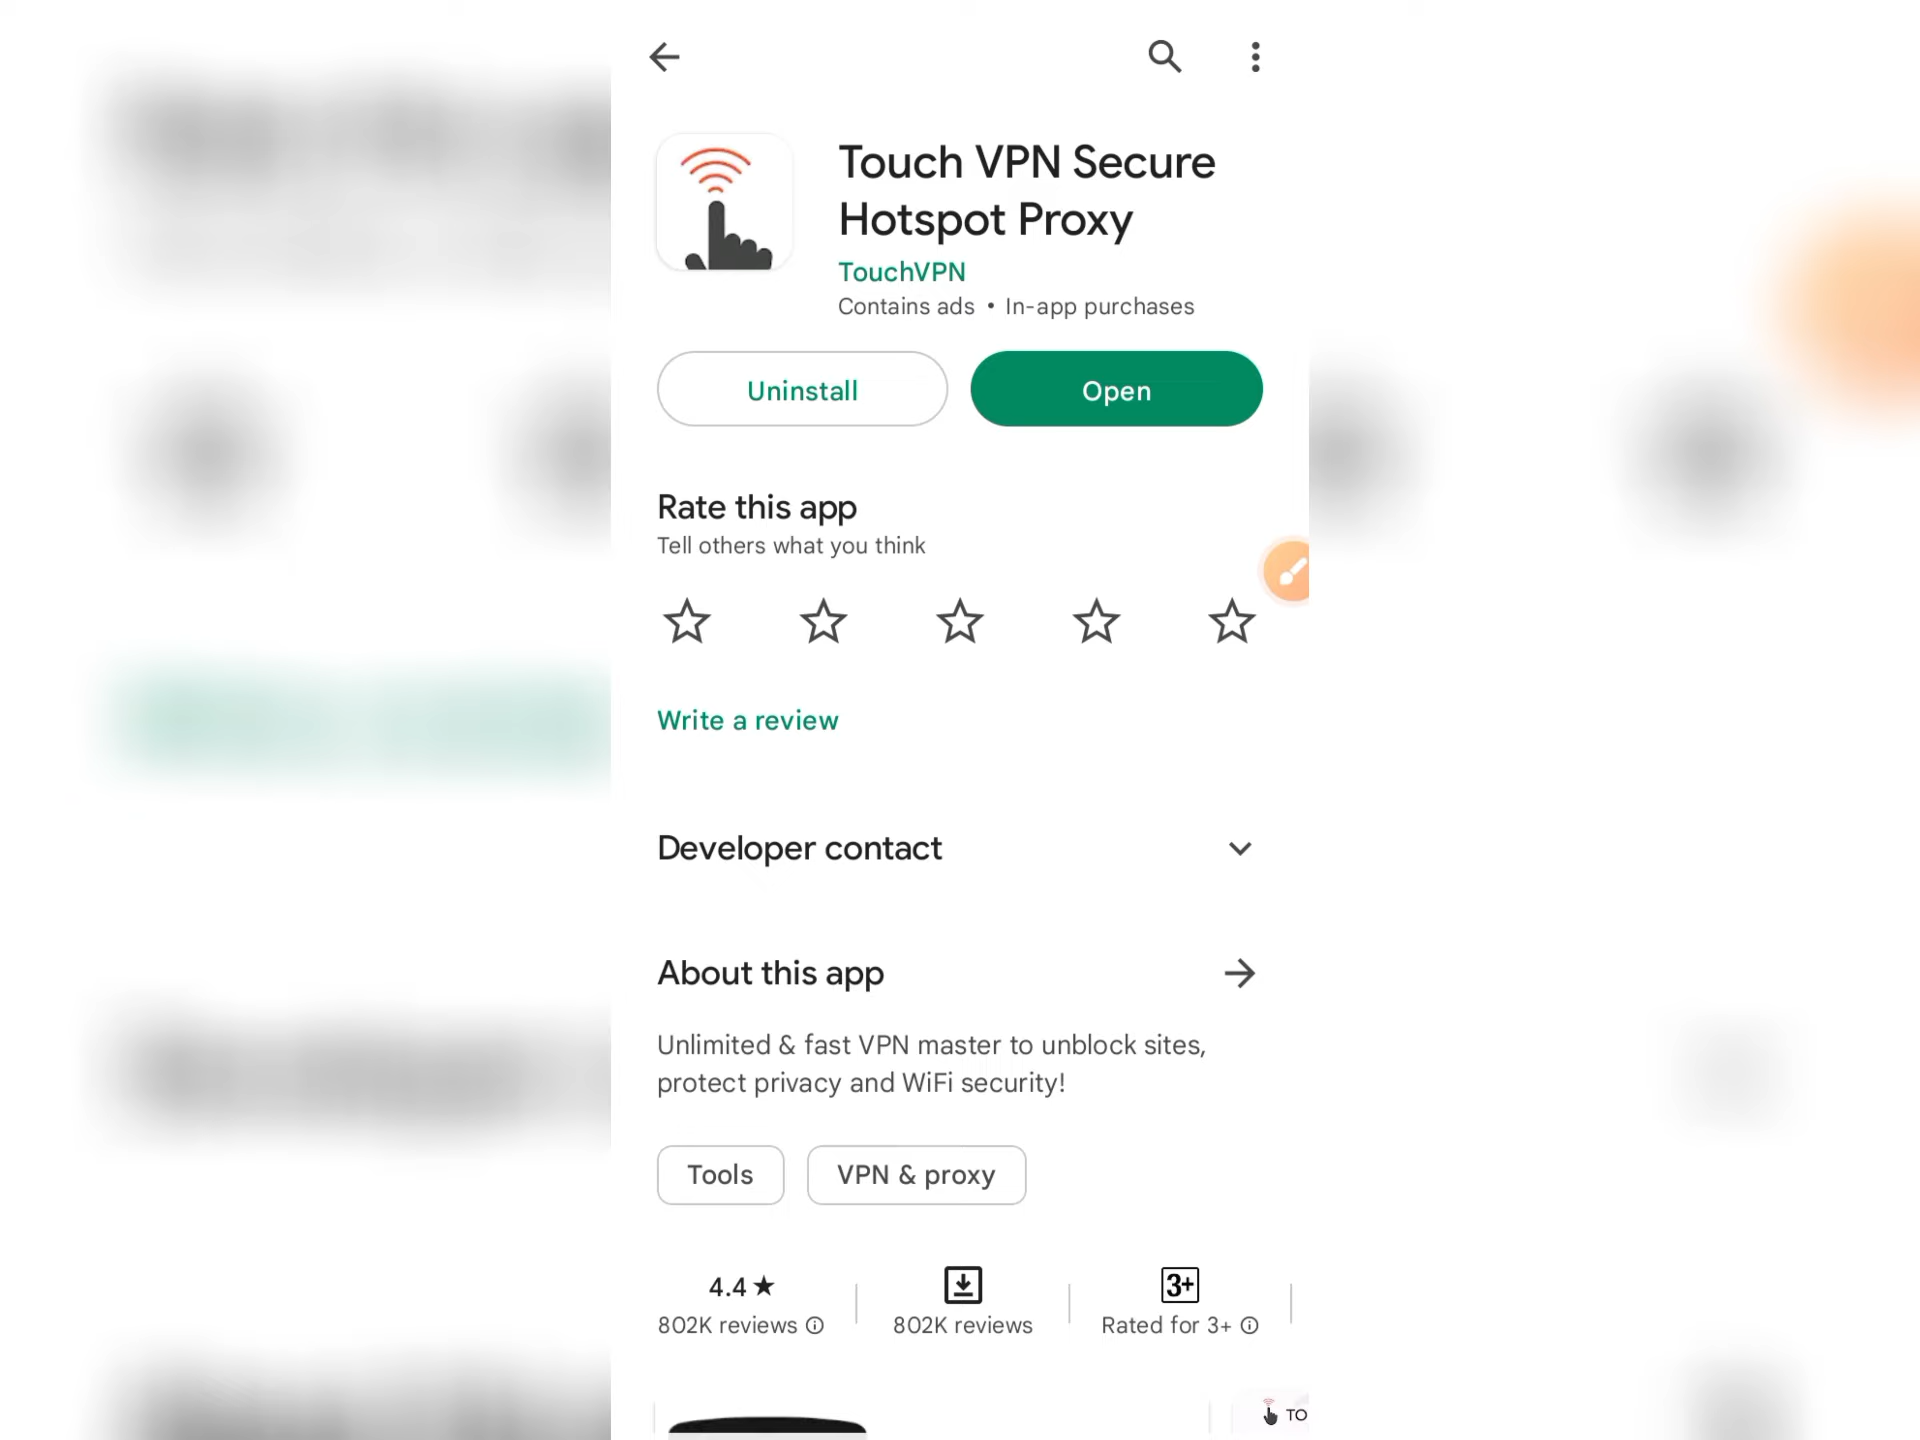 Touch VPN Secure
Hotspot Proxy
TouchVPN
Contains ads • In-app purchases
Uninstall
Open
Rate this app
Tell others what you think
Write a review
Developer contact
About this app
Unlimited & fast VPN master to unblock sites,
protect privacy and WiFi security!
Tools
VPN & proxy
4.4★
802K reviews
802K reviews
3+
Rated for 3+
TO